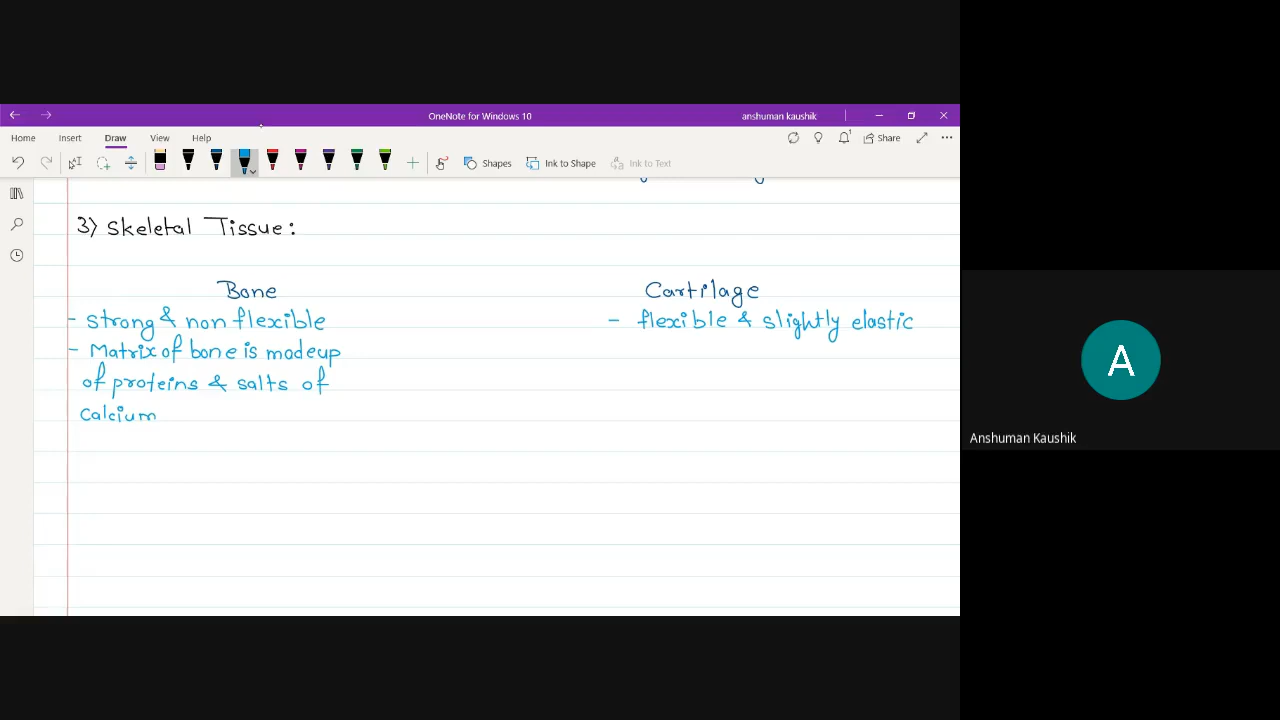 OneNote for Windows 10
anshuman kaushik
Home Insert Draw View Help
Share
Shapes Ink to Shape Ink to Text
3) Skeletal Tissue:
Bone
Cartilage
- strong & non flexible
- flexible & slightly elastic
- Matrix of bone is madeup
of proteins & salts of
calcium
A
Anshuman Kaushik